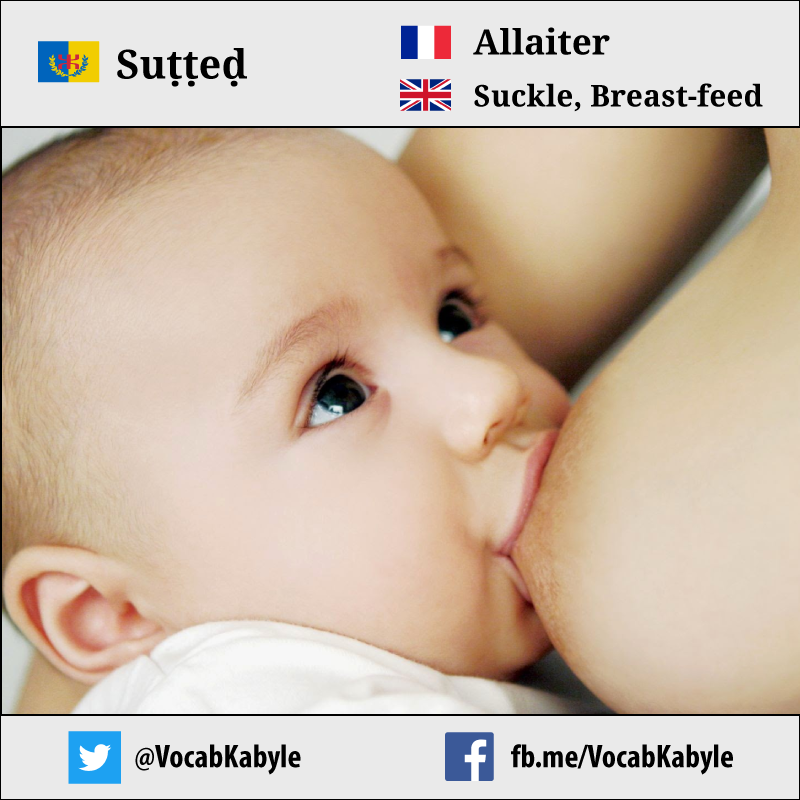 Suṭṭeḍ
Allaiter
Suckle, Breast-feed
@VocabKabyle
fb.me/VocabKabyle